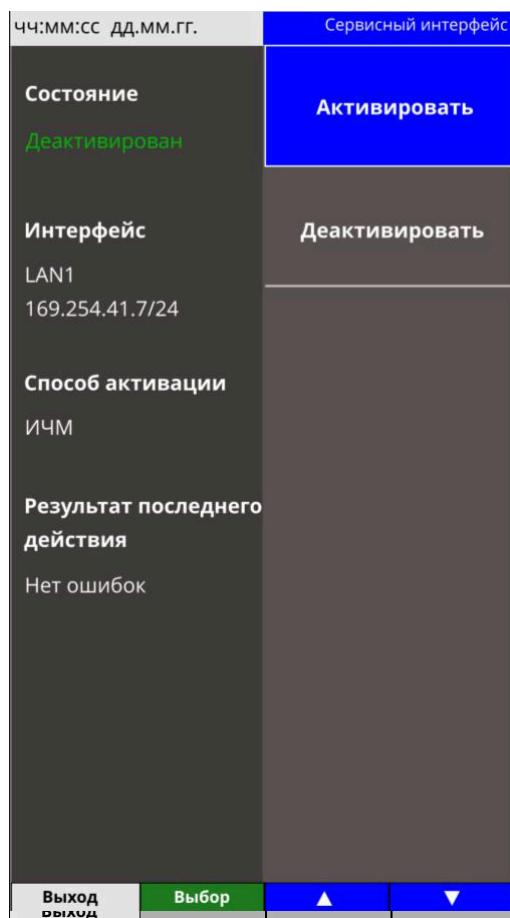 чч:мм:сс дд.мм.гг.
Сервисный интерфейс
Состояние
Деактивирован
Активировать
Интерфейс
LAN1
169.254.41.7/24
Деактивировать
Способ активации
ИЧМ
Результат последнего
действия
Нет ошибок
Выход
Выбор
▲
▼
Выход